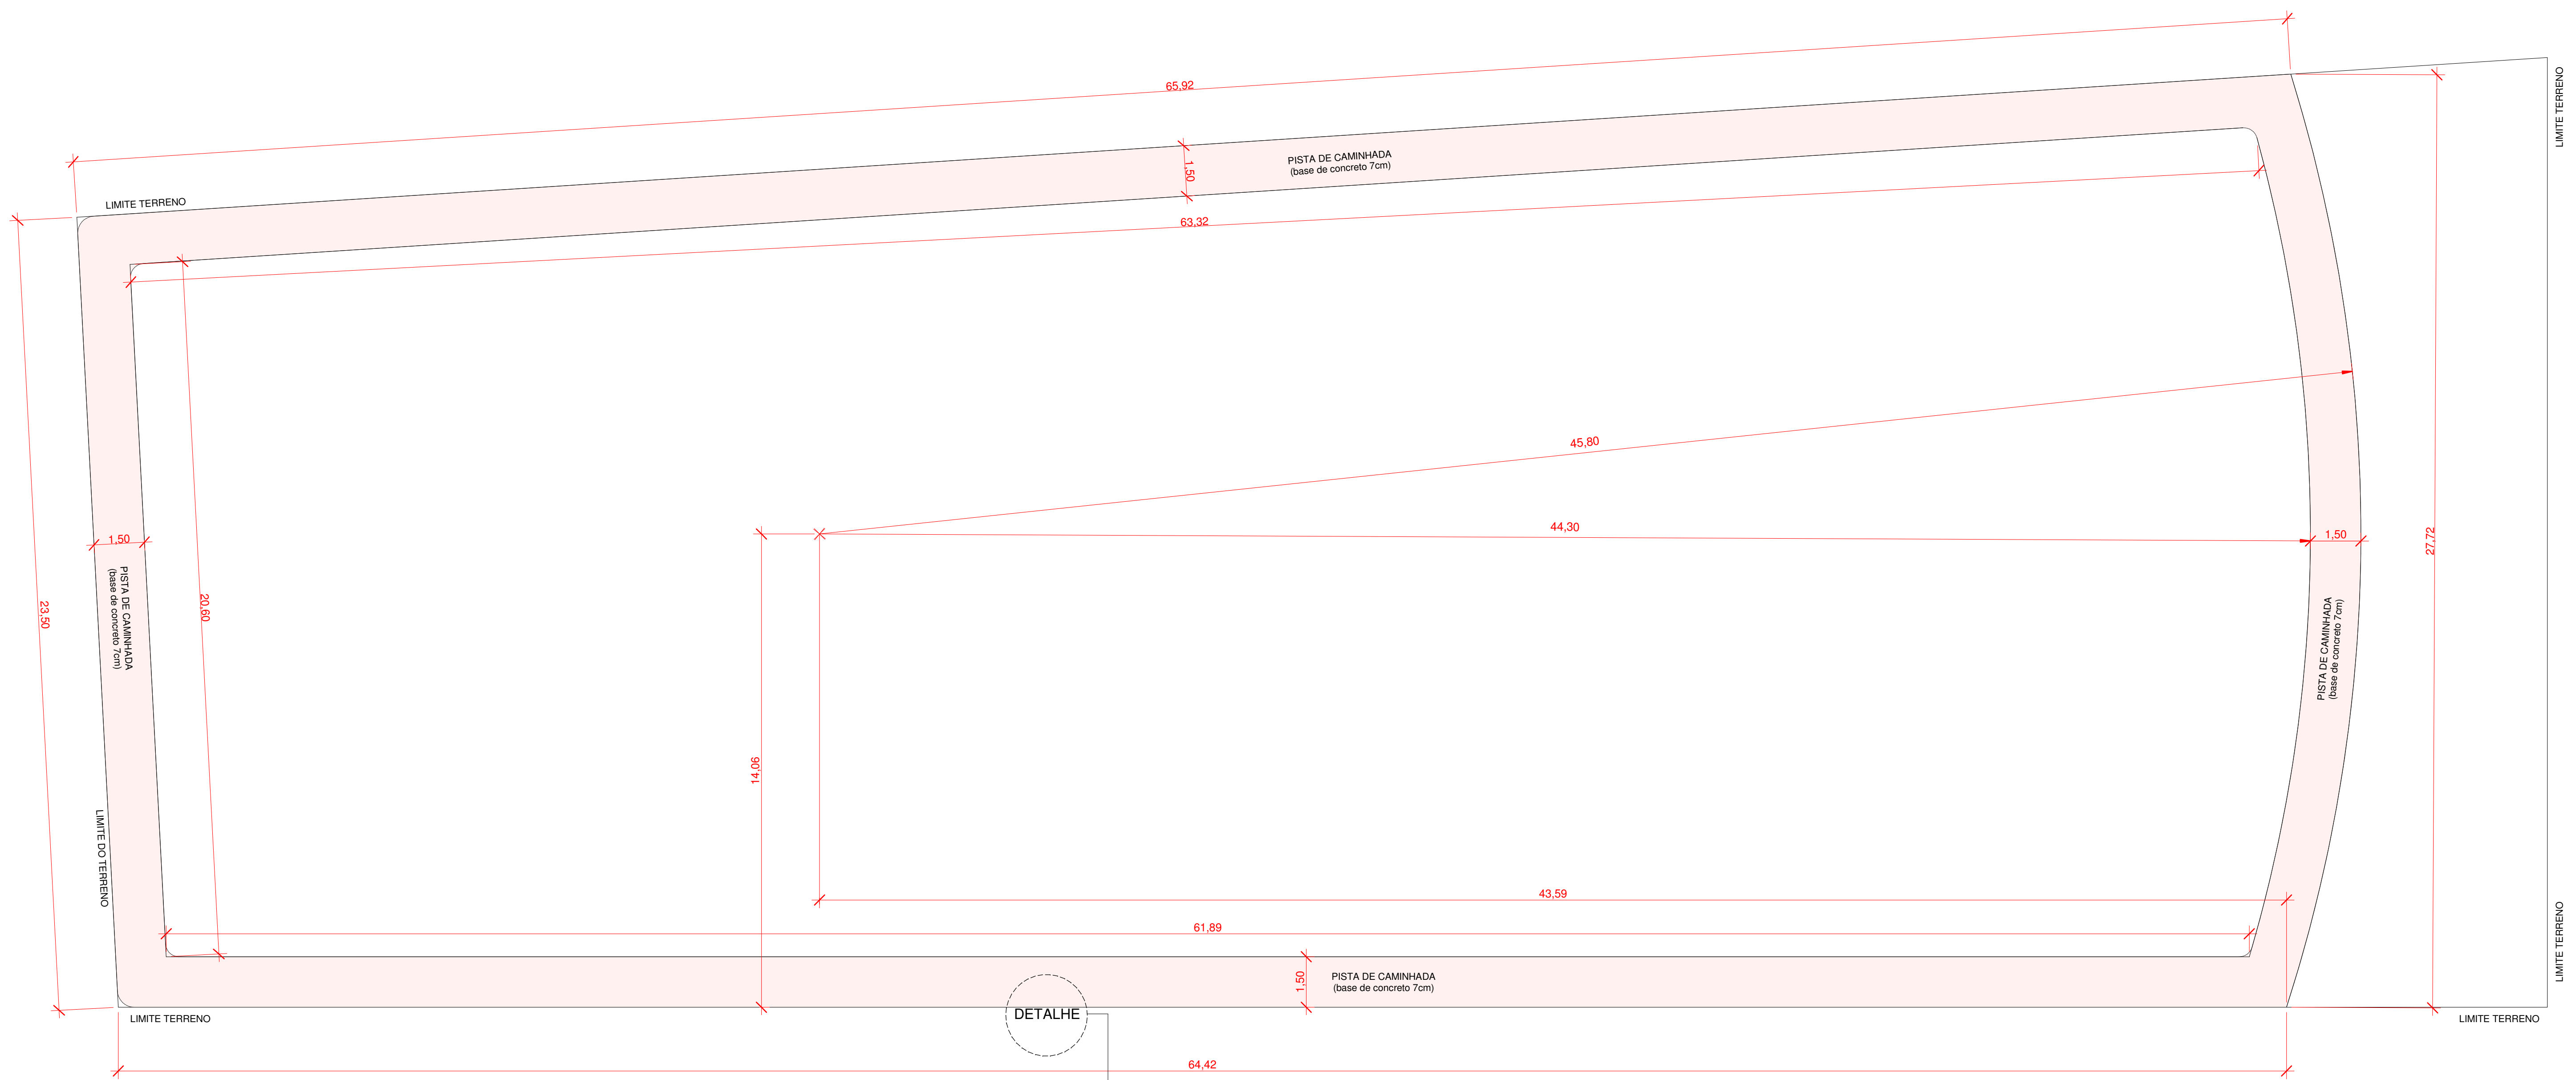 65,92
LIMITE TERRENO
1,50
PISTA DE CAMINHADA
(base de concreto 7cm)
LIMITE TERRENO
63,32
45,80
44,30
1,50
27,72
1,50
PISTA DE CAMINHADA
(base de concreto 7cm)
23,50
20,60
PISTA DE CAMINHADA
(base de concreto 7cm)
14,06
LIMITE DO TERRENO
43,59
61,89
LIMITE TERRENO
1,50
PISTA DE CAMINHADA
(base de concreto 7cm)
DETALHE
LIMITE TERRENO
LIMITE TERRENO
64,42